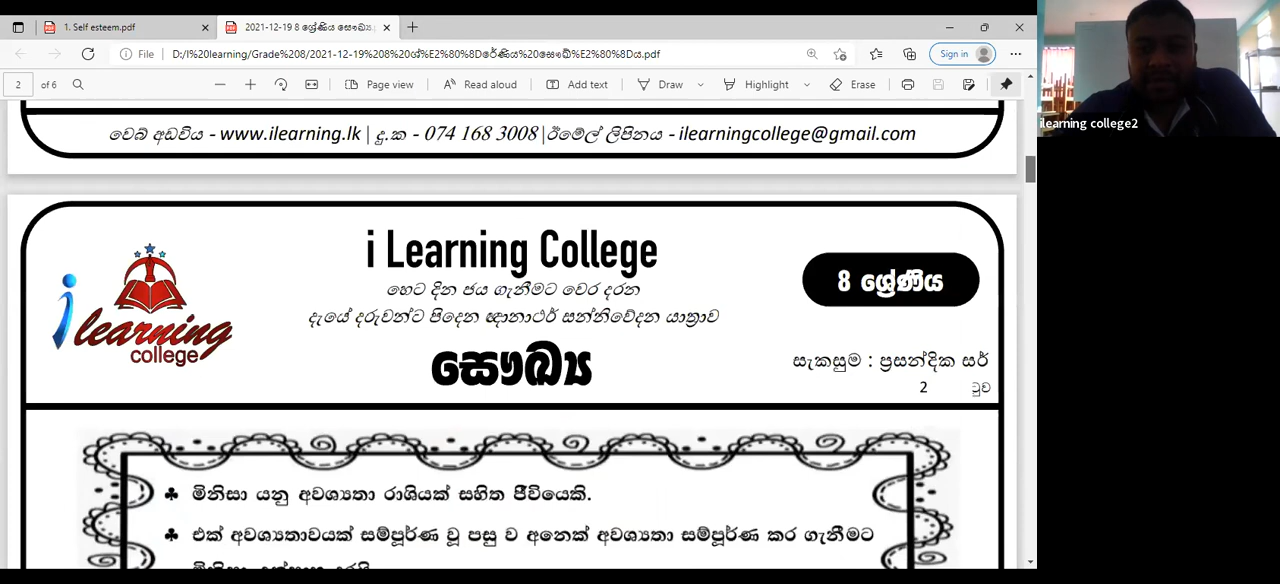 1. Self esteem.pdf
2021-12-19 8 ශ්‍රේණිය සෞඛ්‍ය
File
D:/I%20learning/Grade%208/2021-12-19%208%20ශ්%E2%80%8Dරේණිය%20සෞඛ්%E2%80%8Dය.pdf
Sign in
2 of 6
Page view
Read aloud
Add text
Draw
Highlight
Erase
වෙබ් අඩවිය - www.ilearning.lk | දු.ක - 074 168 3008|ඊමේල් ලිපිනය - ilearningcollege@gmail.com
ilearning college2
i Learning College
හෙට දින ජය ගැනීමට වෙර දරන
දැයේ දරුවන්ට පිදෙන ඥානාර්ථ සන්නිවේදන යාත්‍රාව
සෞඛ්‍ය
8 ශ්‍රේණිය
සැකසුම : ප්‍රසන්දික සර්
2 ටුව
ilearning
college
♣ මිනිසා යනු අවශ්‍යතා රාශියක් සහිත ජීවියෙකි.
♣ එක් අවශ්‍යතාවයක් සම්පූර්ණ වූ පසු ව අනෙක් අවශ්‍යතා සම්පූර්ණ කර ගැනීමට